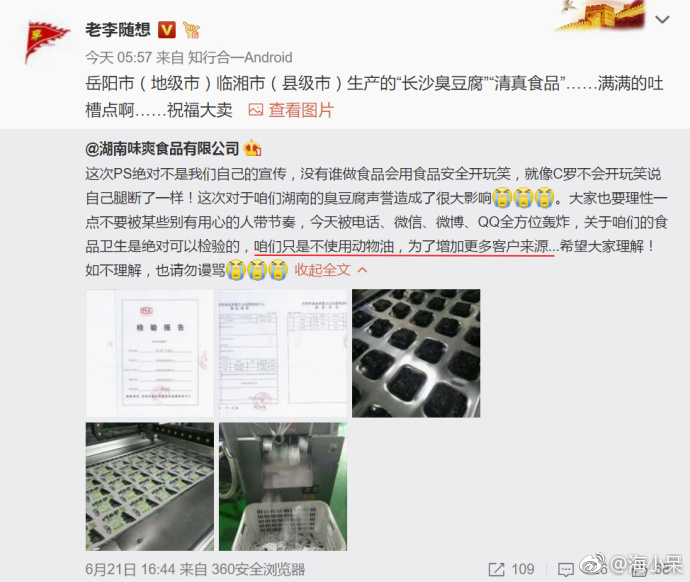 老李随想
今天 05:57 来自 知行合一Android
岳阳市（地级市）临湘市（县级市）生产的“长沙臭豆腐”“清真食品”……满满的吐
槽点啊……祝福大卖 查看图片
@湖南味爽食品有限公司
这次PS绝对不是我们自己的宣传，没有谁做食品会用食品安全开玩笑，就像C罗不会开玩笑说
自己腿断了一样！这次对于咱们湖南的臭豆腐声誉造成了很大影响。大家也要理性一
点不要被某些别有用心的人带节奏，今天被电话、微信、微博、QQ全方位轰炸，关于咱们的食
品卫生是绝对可以检验的，咱们只是不使用动物油，为了增加更多客户来源...希望大家理解！
如不理解，也请勿谩骂 收起全文
检验报告
6月21日 16:44 来自 360安全浏览器
109
@海小呆